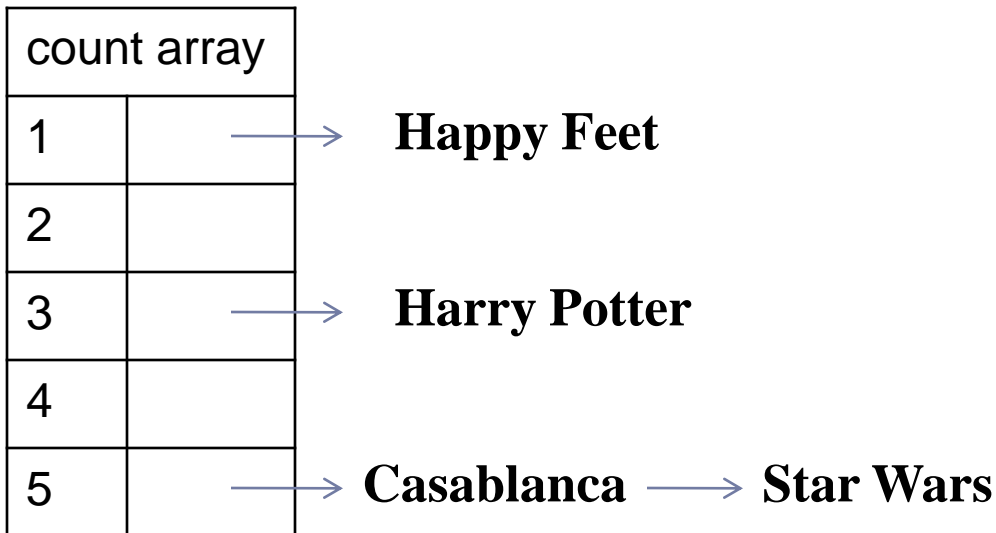 count array
1 Happy Feet
2
3 Harry Potter
4
5 Casablanca Star Wars